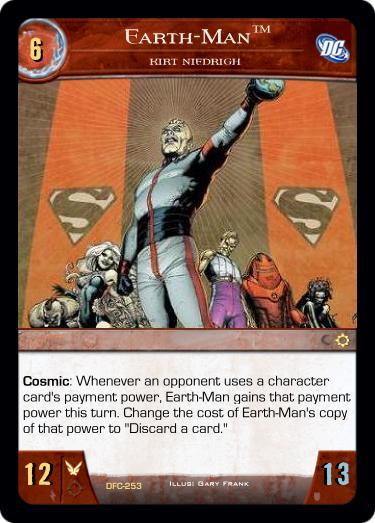 6
EARTH-MAN™
DC
KIRT NIEDRIGH
S
S
Cosmic: Whenever an opponent uses a character
card's payment power, Earth-Man gains that payment
power this turn. Change the cost of Earth-Man's copy
of that power to "Discard a card."
12
DFC-253
ILLUS: GARY FRANK
13